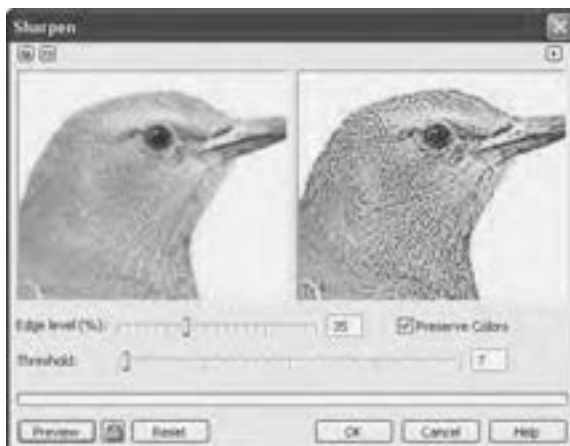 Sharpen
Edge level (%): 35 Preserve Colors
Threshold: 7
Preview Reset OK Cancel Help